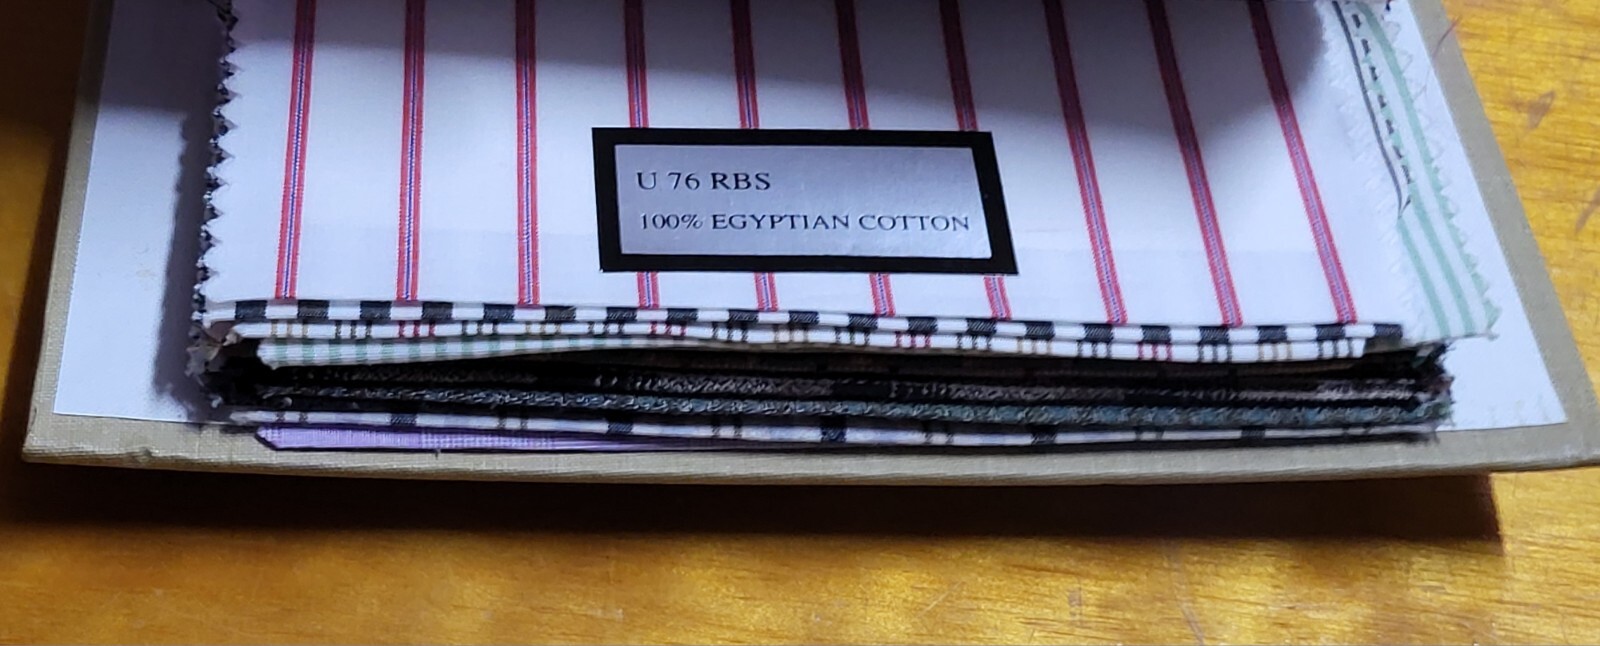 U 76 RBS
100% EGYPTIAN COTTON